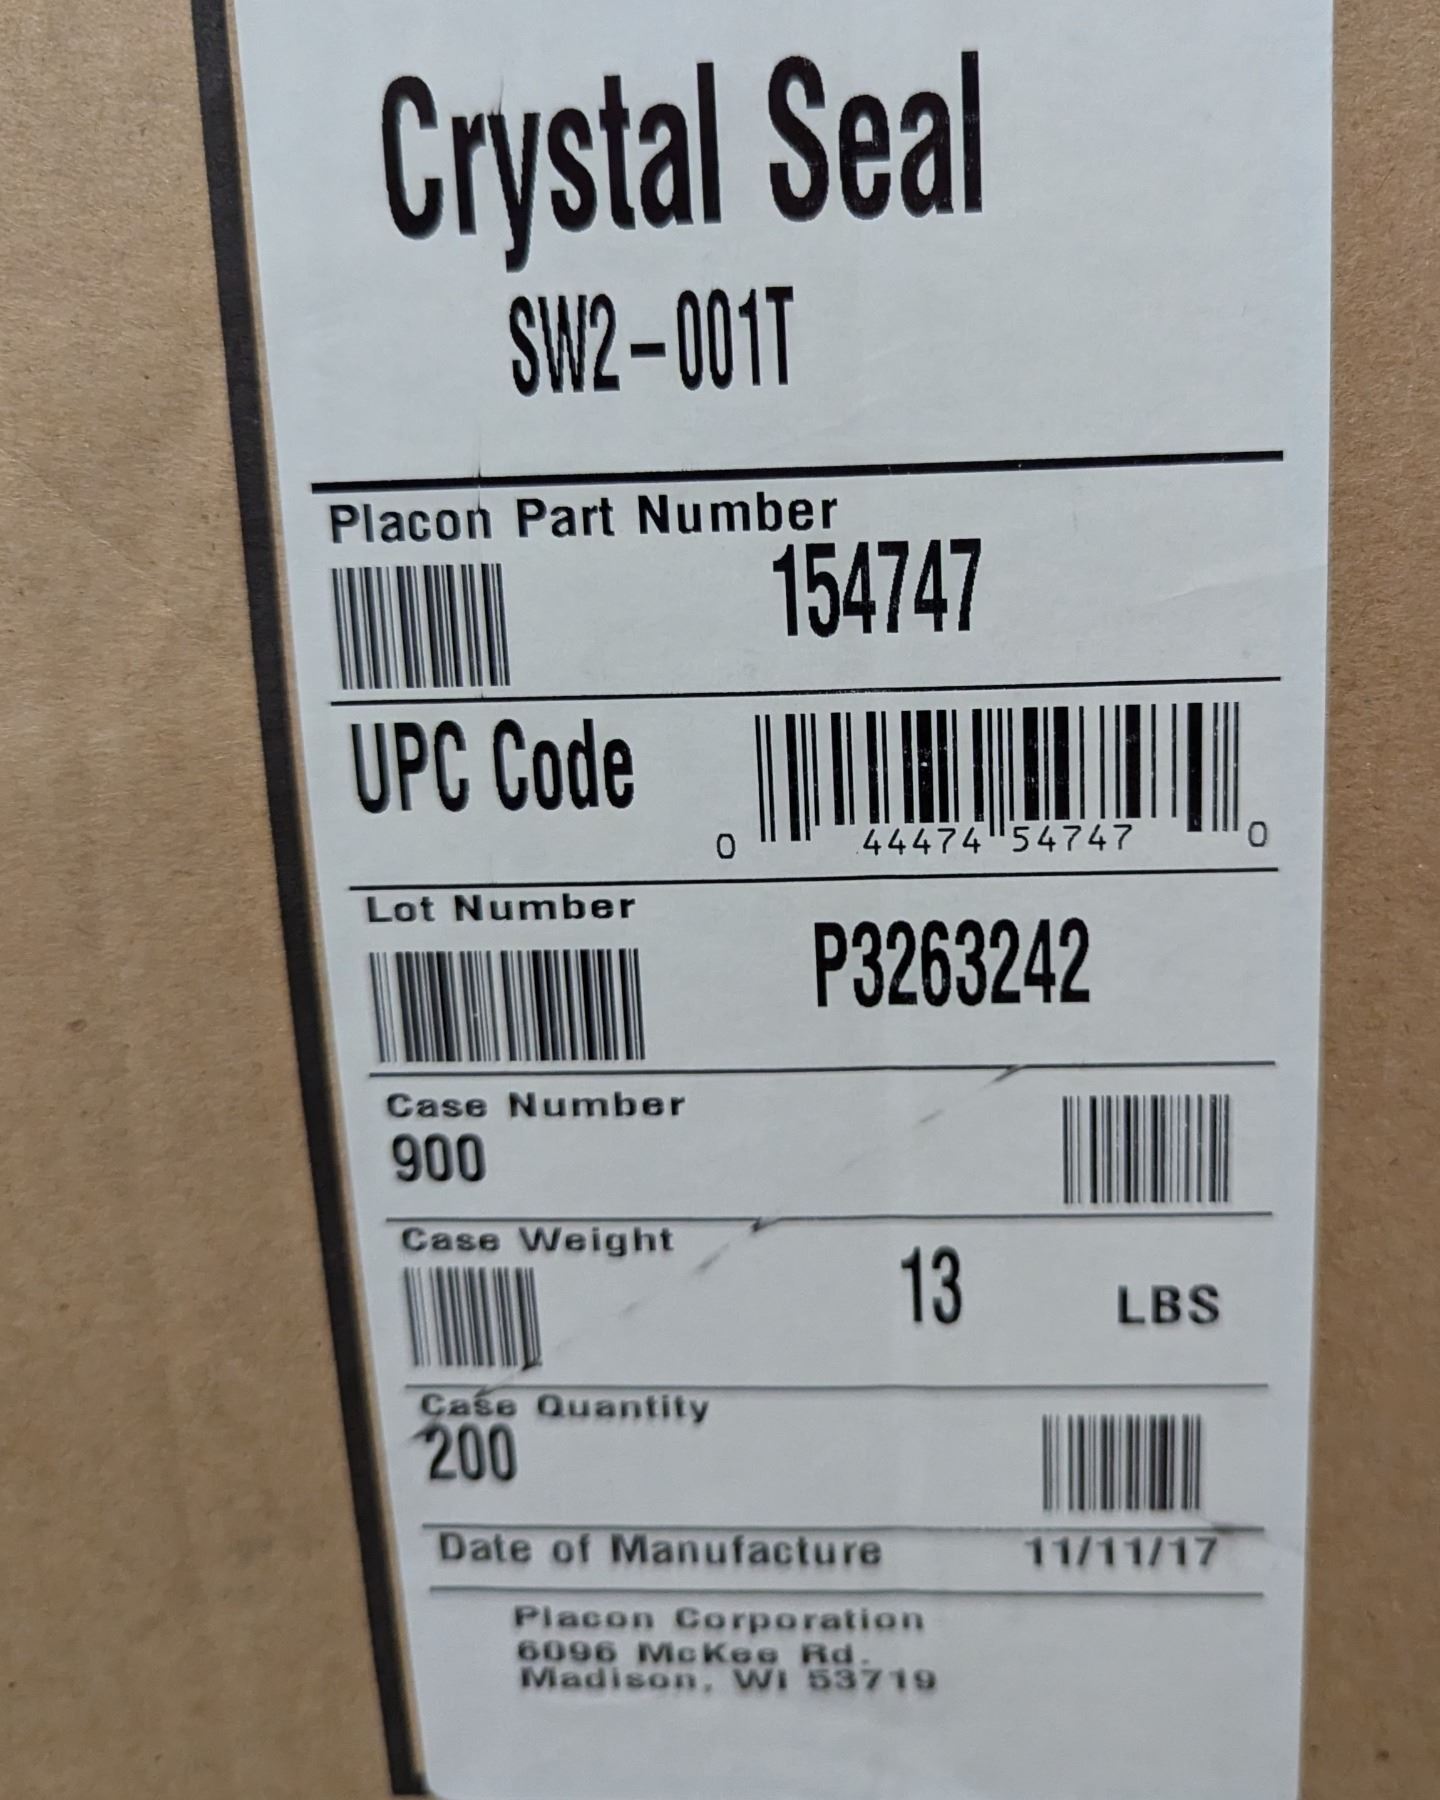 Crystal Seal
SW2-001T
Placon Part Number
154747
UPC Code
0 44474 54747 0
Lot Number
P3263242
Case Number
900
Case Weight
13 LBS
Case Quantity
200
Date of Manufacture 11/11/17
Placon Corporation
6096 McKee Rd.
Madison, WI 53719